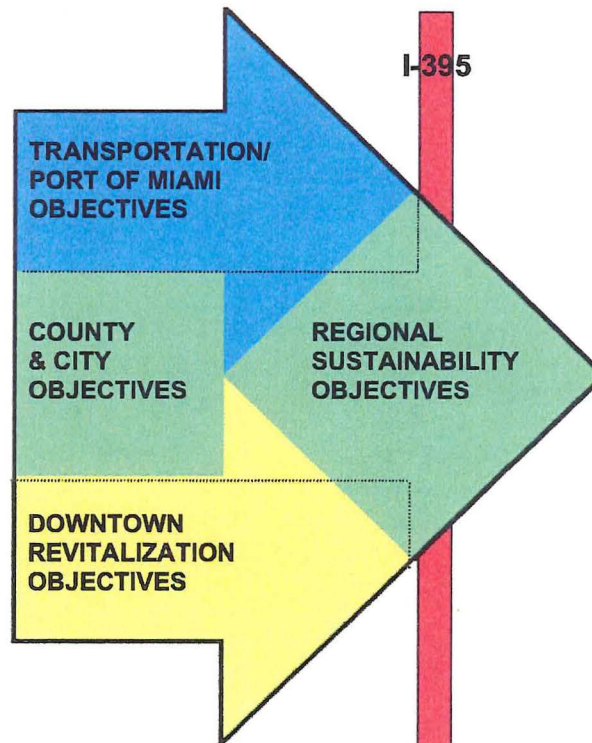 I-395
TRANSPORTATION/
PORT OF MIAMI
OBJECTIVES
COUNTY
& CITY
OBJECTIVES
REGIONAL
SUSTAINABILITY
OBJECTIVES
DOWNTOWN
REVITALIZATION
OBJECTIVES